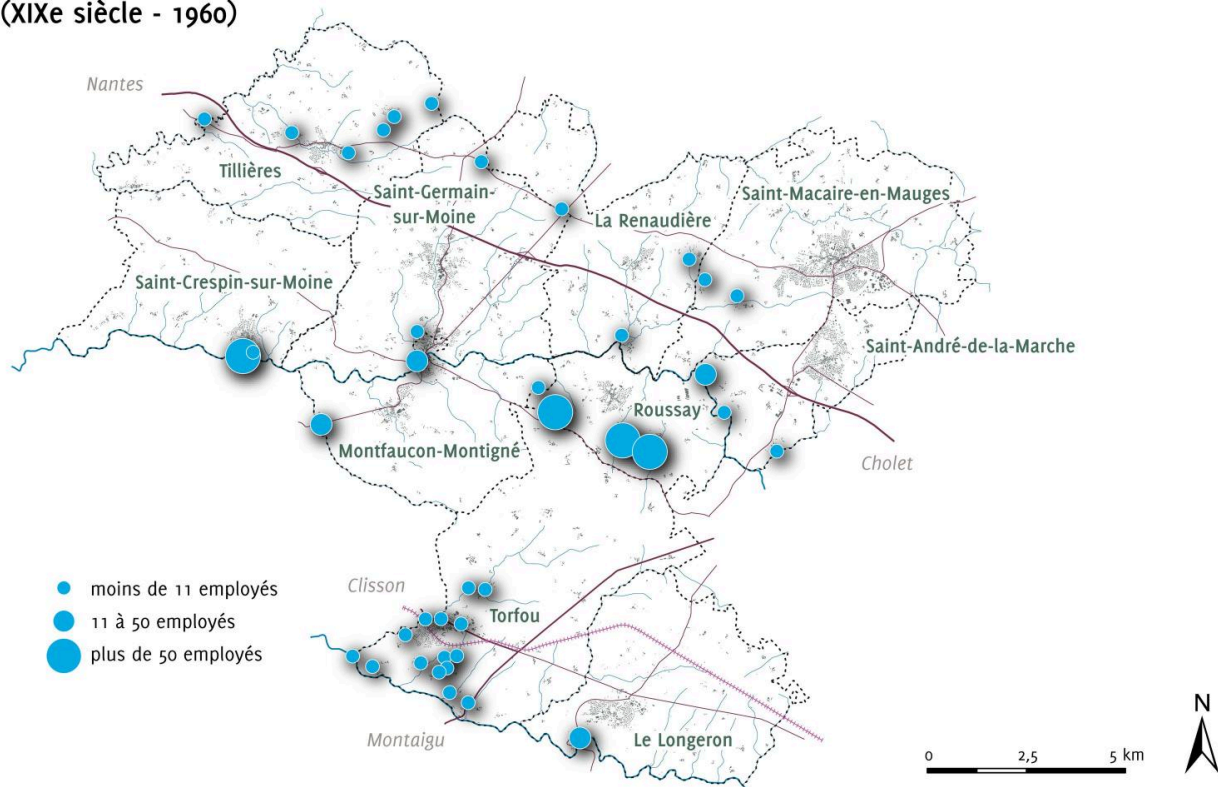 (XIXe siècle - 1960)
Nantes
Tillières
Saint-Germain-
sur-Moine
La Renaudière
Saint-Macaire-en-Mauges
Saint-Crespin-sur-Moine
Saint-André-de-la-Marche
Roussay
Montfaucon-Montigné
Cholet
moins de 11 employés
11 à 50 employés
plus de 50 employés
Clisson
Torfou
Montaigu
Le Longeron
N
0 2,5 5 km